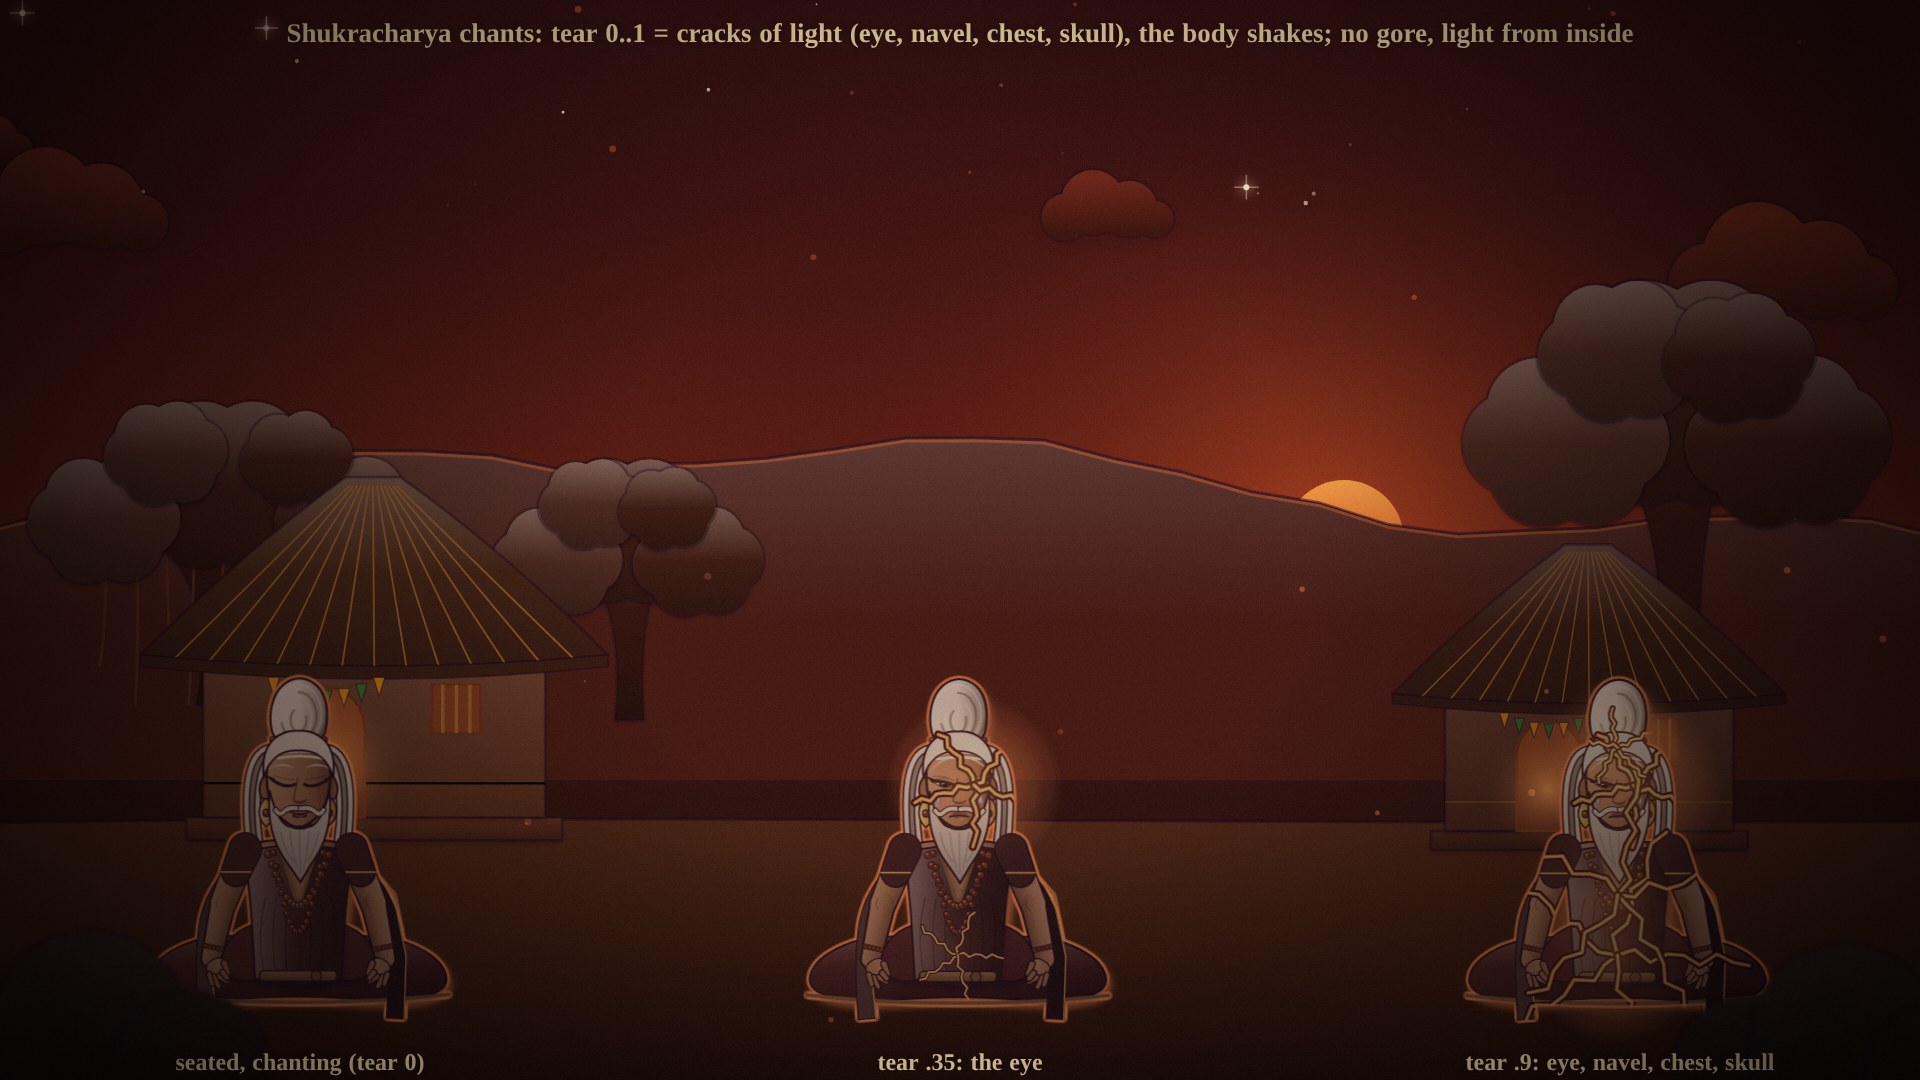 Shukracharya chants: tear 0..1 = cracks of light (eye, navel, chest, skull), the body shakes; no gore, light from inside
seated, chanting (tear 0)
tear .35: the eye
tear .9: eye, navel, chest, skull